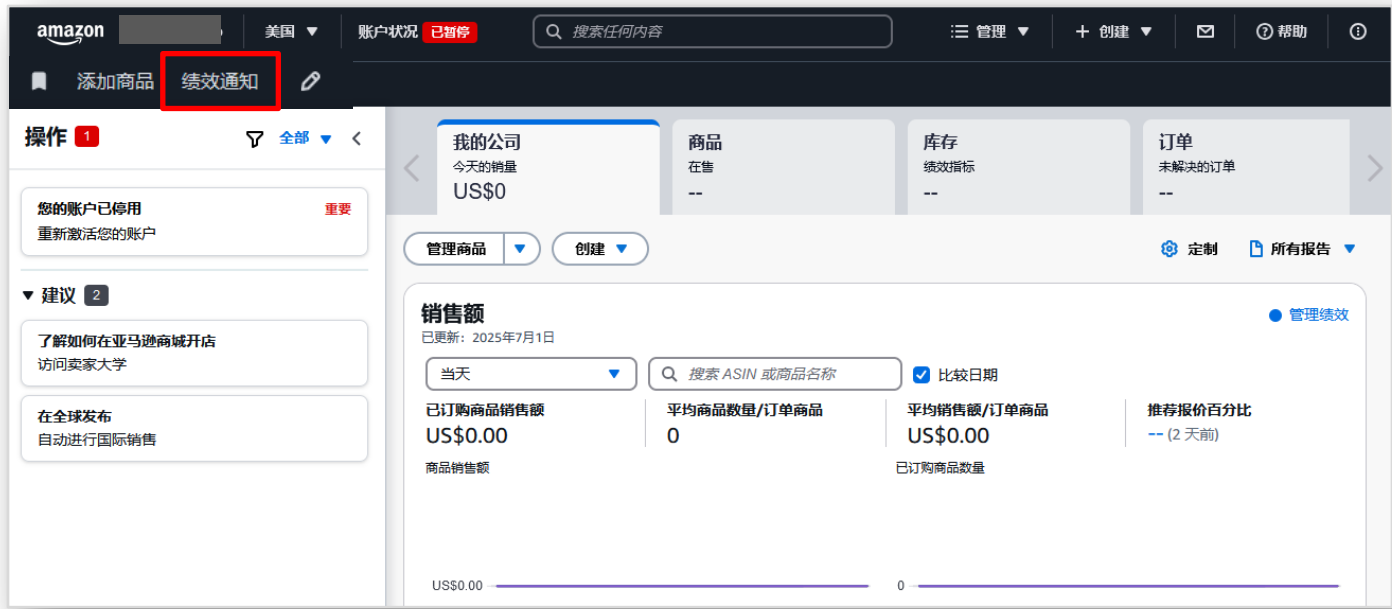 amazon
美国
账户状况 已暂停
搜索任何内容
管理
+ 创建
帮助
添加商品 绩效通知
操作 1
全部
您的账户已停用 重要
重新激活您的账户
建议 2
了解如何在亚马逊商城开店
访问卖家大学
在全球发布
自动进行国际销售
我的公司
今天的销量
US$0
商品
在售
--
库存
绩效指标
--
订单
未解决的订单
--
管理商品
创建
定制
所有报告
销售额
已更新：2025年7月1日
管理绩效
当天
搜索 ASIN 或商品名称
比较日期
已订购商品销售额
US$0.00
平均商品数量/订单商品
0
平均销售额/订单商品
US$0.00
推荐报价百分比
-- (2 天前)
商品销售额
已订购商品数量
US$0.00
0